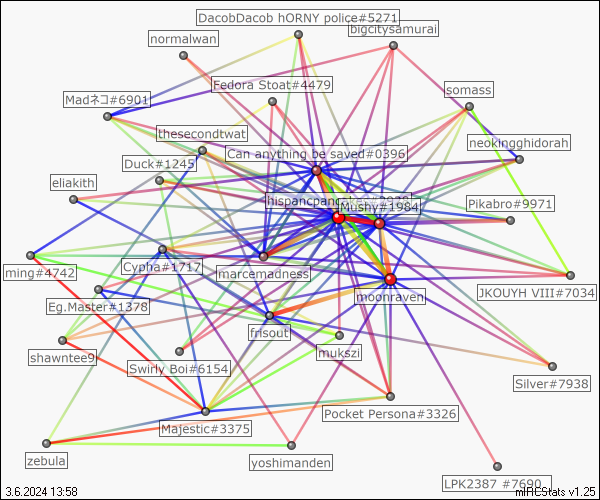 DacobDacob hORNY police#5271
bigcitysamurai
normalwan
Fedora Stoat#4479
somass
Madネコ#6901
thesecondtwat
neokingghidorah
Can anything be saved#0396
Duck#1245
eliakith
Mushy#1984
Pikabro#9971
ming#4742
Cypha#1717
marcemadness
JKOUYH VIII#7034
Eg.Master#1378
moonraven
frisout
mukszi
shawntee9
Swirly Boi#6154
Silver#7938
Pocket Persona#3326
Majestic#3375
zebula
yoshimanden
LPK2387 #7690
3.6.2024 13:58
mIRCStats v1.25